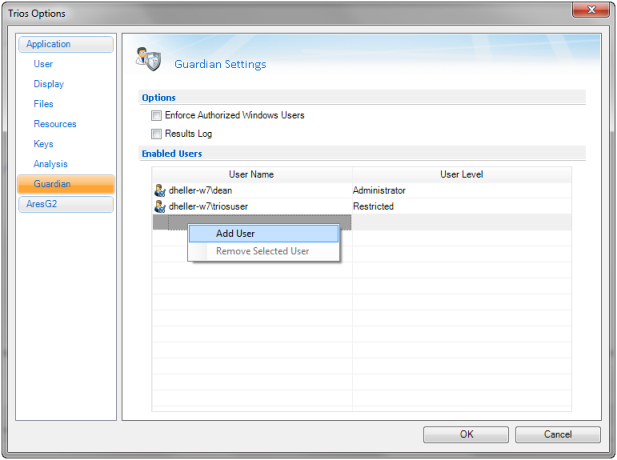 Trios Options
Application
User
Display
Files
Resources
Keys
Analysis
Guardian
AresG2
Guardian Settings
Options
Enforce Authorized Windows Users
Results Log
Enabled Users
User Name User Level
dheller-w7\dean Administrator
dheller-w7\triosuser Restricted
Add User
Remove Selected User
OK Cancel